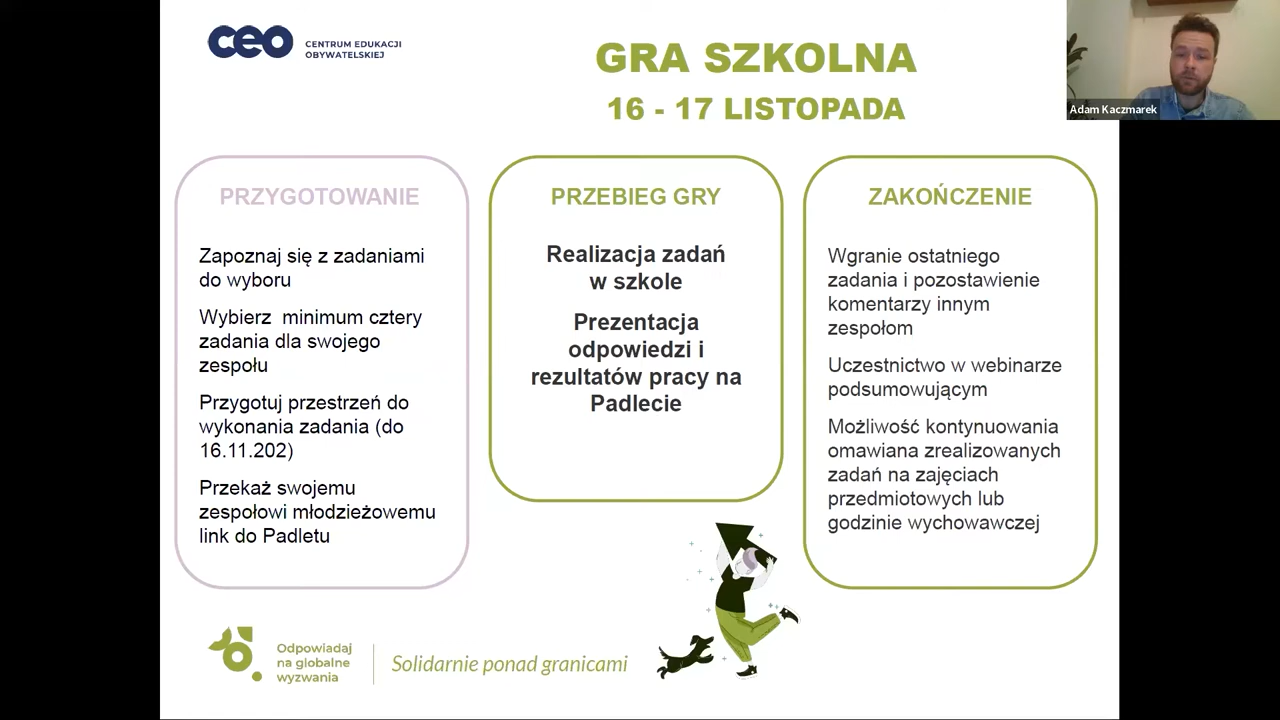 ceo
CENTRUM EDUKACJI
OBYWATELSKIEJ
GRA SZKOLNA
16 - 17 LISTOPADA
Adam Kaczmarek
PRZYGOTOWANIE
Zapoznaj się z zadaniami
do wyboru
Wybierz minimum cztery
zadania dla swojego
zespołu
Przygotuj przestrzeń do
wykonania zadania (do
16.11.202)
Przekaż swojemu
zespołowi młodzieżowemu
link do Padletu
PRZEBIEG GRY
Realizacja zadań
w szkole
Prezentacja
odpowiedzi i
rezultatów pracy na
Padlecie
ZAKOŃCZENIE
Wgranie ostatniego
zadania i pozostawienie
komentarzy innym
zespołom
Uczestnictwo w webinarze
podsumowującym
Możliwość kontynuowania
omawiana zrealizowanych
zadań na zajęciach
przedmiotowych lub
godzinie wychowawczej
Odpowiadaj
na globalne
wyzwania
Solidarnie ponad granicami